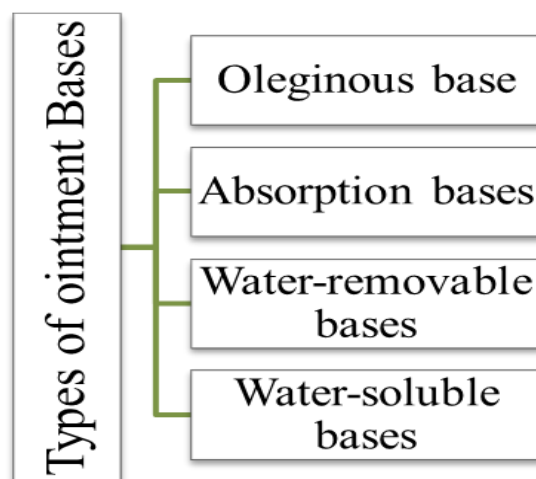 Types of ointment Bases
Oleginous base
Absorption bases
Water-removable
bases
Water-soluble
bases